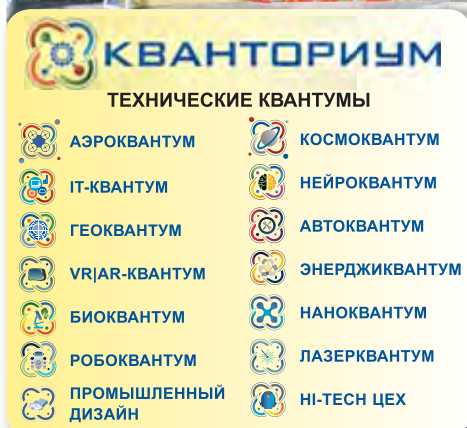 КВАНТОРИУМ
ТЕХНИЧЕСКИЕ КВАНТУМЫ
АЭРОКВАНТУМ
IT-КВАНТУМ
ГЕОКВАНТУМ
VR|AR-КВАНТУМ
БИОКВАНТУМ
РОБОКВАНТУМ
ПРОМЫШЛЕННЫЙ
ДИЗАЙН
КОСМОКВАНТУМ
НЕЙРОКВАНТУМ
АВТОКВАНТУМ
ЭНЕРДЖИКВАНТУМ
НАНОКВАНТУМ
ЛАЗЕРКВАНТУМ
HI-TECH ЦЕХ